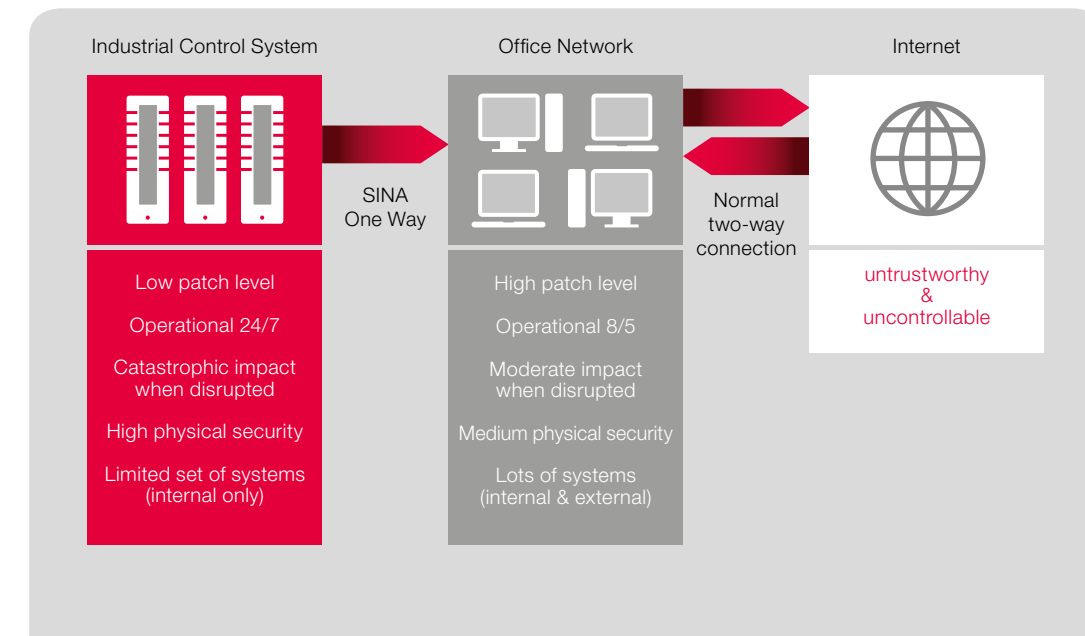 Industrial Control System
Office Network
Internet
SINA
One Way
Normal
two-way
connection
Low patch level
Operational 24/7
Catastrophic impact
when disrupted
High physical security
Limited set of systems
(internal only)
High patch level
Operational 8/5
Moderate impact
when disrupted
Medium physical security
Lots of systems
(internal & external)
untrustworthy
&
uncontrollable